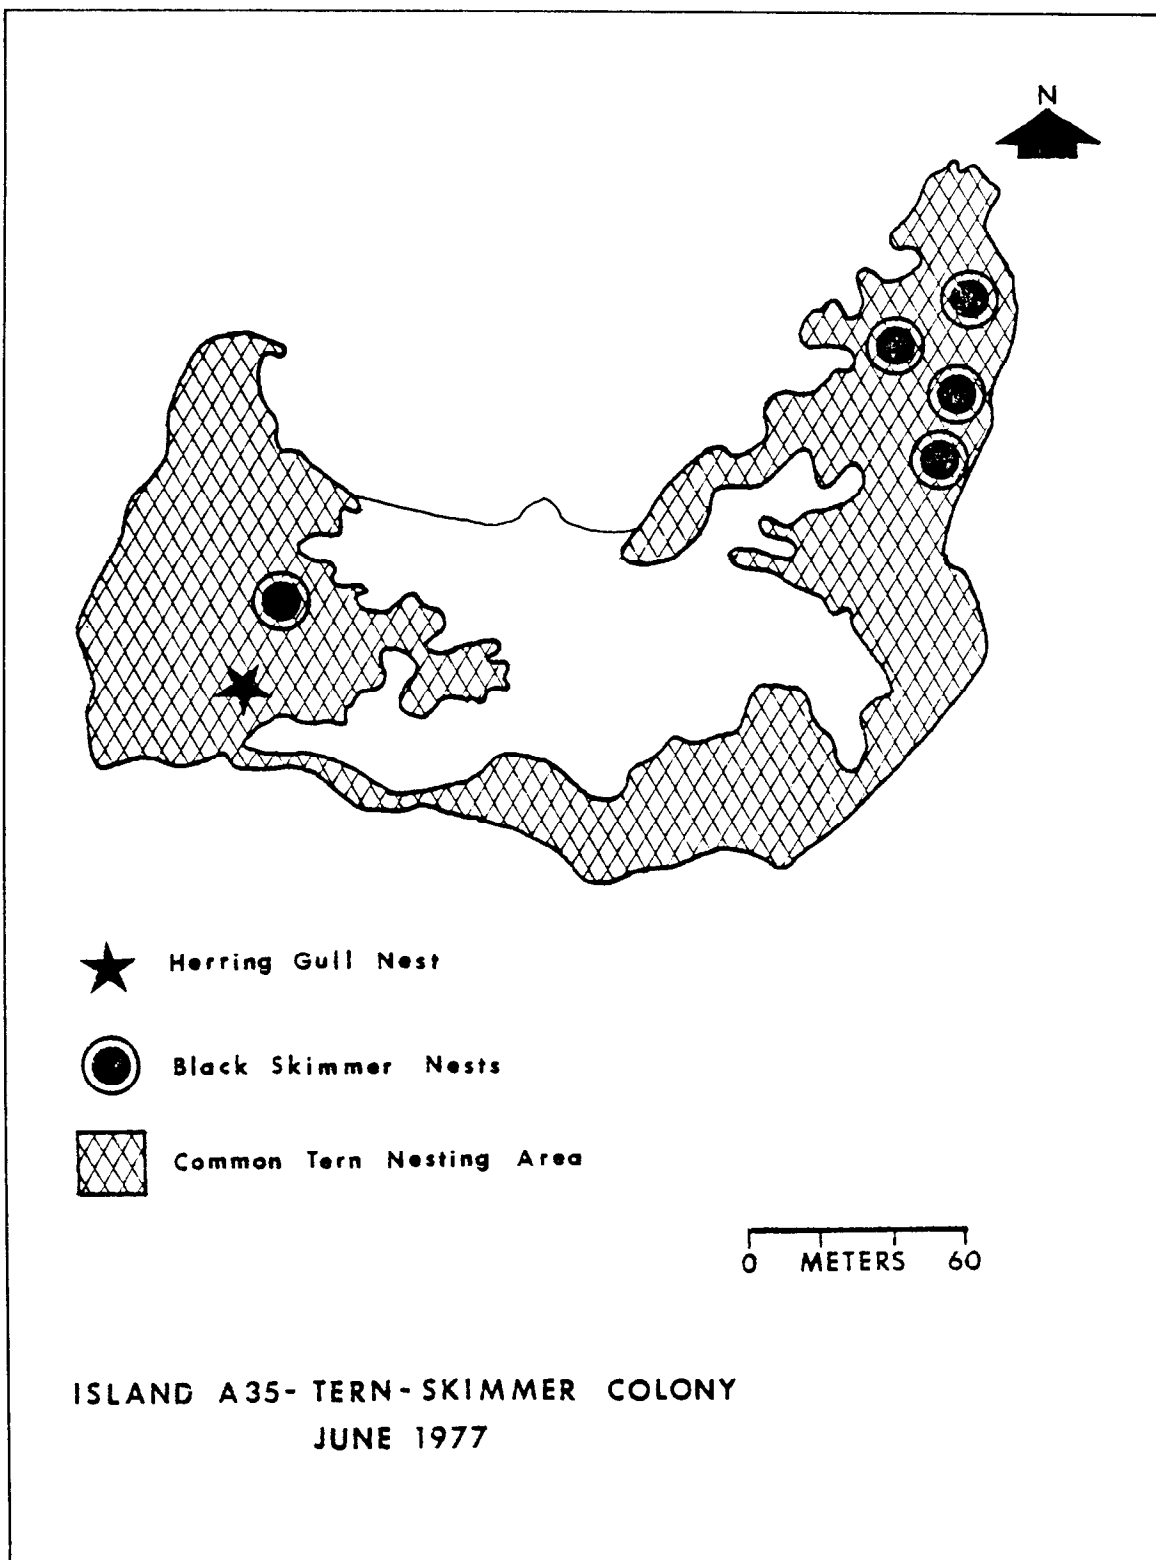 N
Herring Gull Nest
Black Skimmer Nests
Common Tern Nesting Area
0 METERS 60
ISLAND A35- TERN-SKIMMER COLONY
JUNE 1977